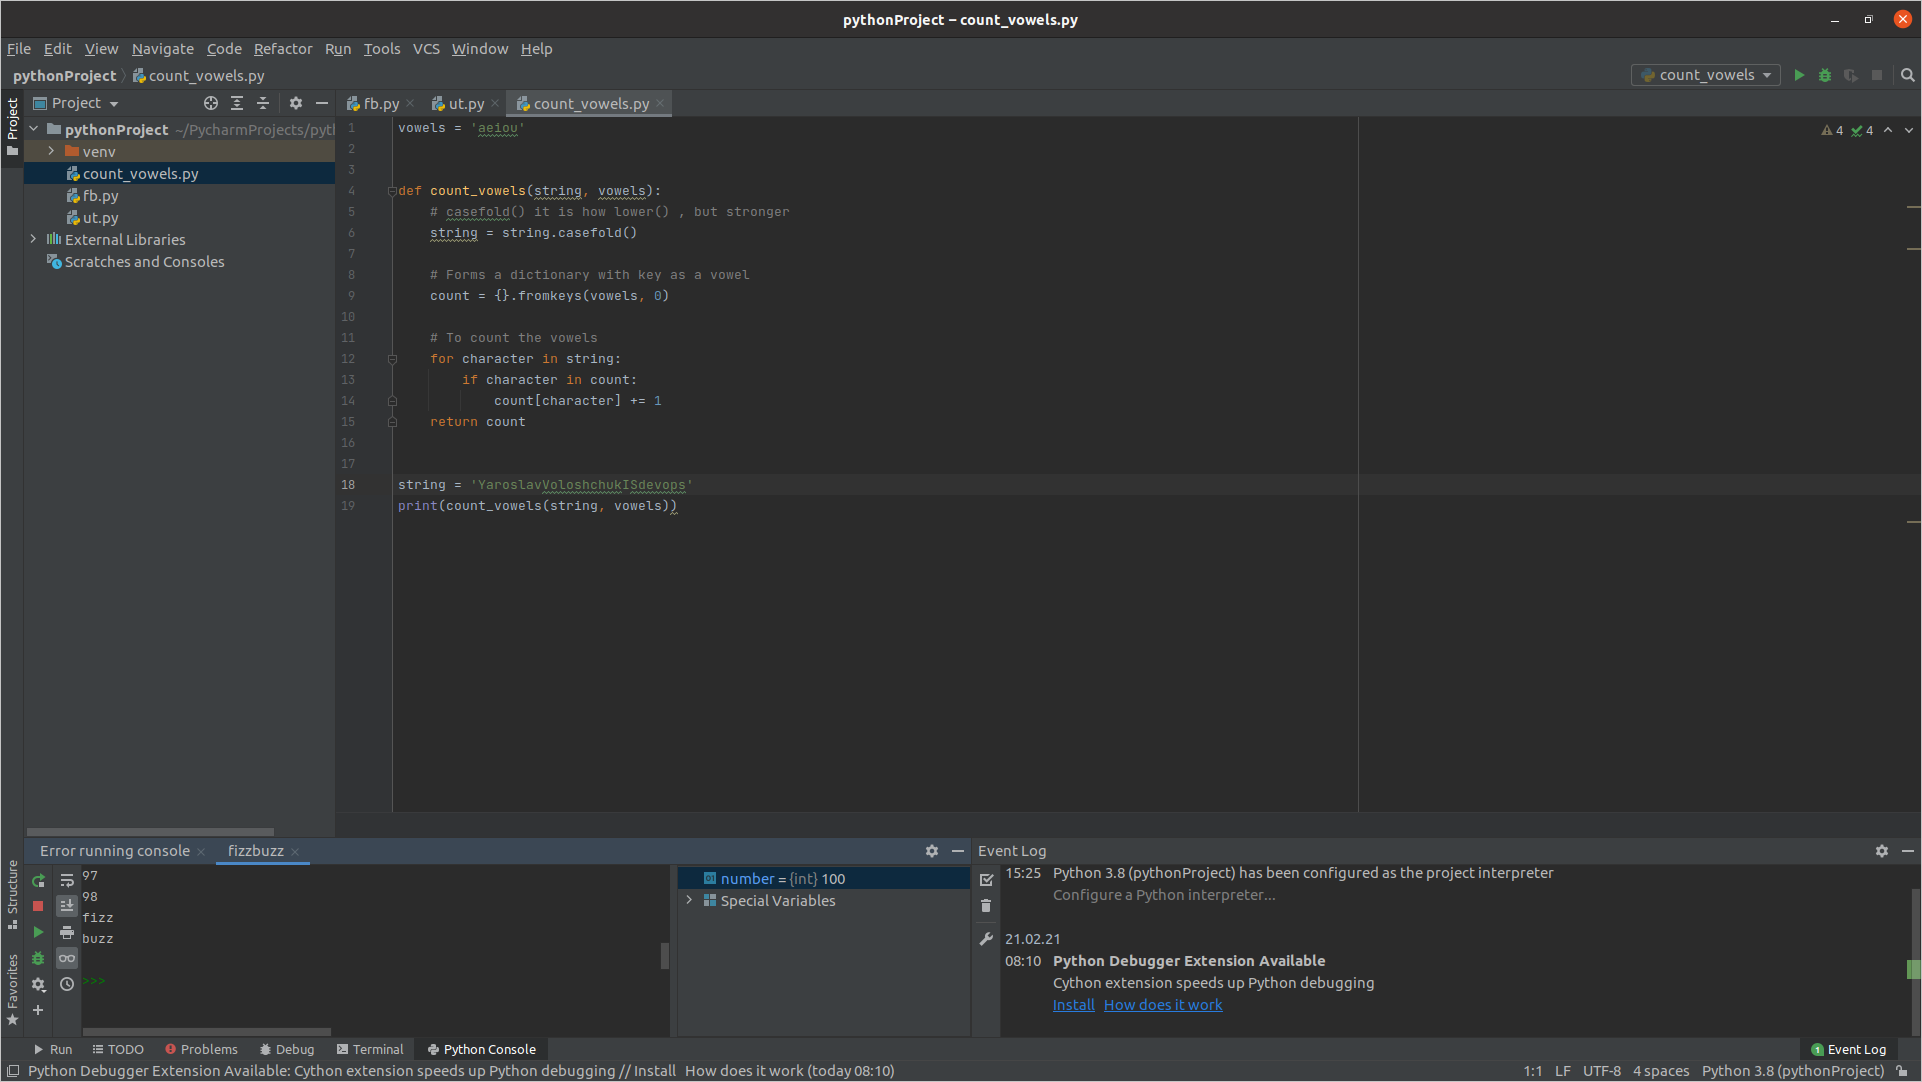 pythonProject – count_vowels.py
File Edit View Navigate Code Refactor Run Tools VCS Window Help
pythonProject count_vowels.py
count_vowels
Project
Project
fb.py ut.py count_vowels.py
pythonProject ~/PycharmProjects/pyt
venv
count_vowels.py
fb.py
ut.py
External Libraries
Scratches and Consoles
4 4
1 vowels = 'aeiou'
2
3
4 def count_vowels(string, vowels):
5 # casefold() it is how lower() , but stronger
6 string = string.casefold()
7
8 # Forms a dictionary with key as a vowel
9 count = {}.fromkeys(vowels, 0)
10
11 # To count the vowels
12 for character in string:
13 if character in count:
14 count[character] += 1
15 return count
16
17
18 string = 'YaroslavVoloshchukISdevops'
19 print(count_vowels(string, vowels))
Error running console fizzbuzz
97
98
fizz
buzz
>>>
number = {int} 100
Special Variables
Event Log
15:25 Python 3.8 (pythonProject) has been configured as the project interpreter
Configure a Python interpreter...
21.02.21
08:10 Python Debugger Extension Available
Cython extension speeds up Python debugging
Install How does it work
Structure
Favorites
Run TODO Problems Debug Terminal Python Console 1 Event Log
Python Debugger Extension Available: Cython extension speeds up Python debugging // Install How does it work (today 08:10) 1:1 LF UTF-8 4 spaces Python 3.8 (pythonProject)